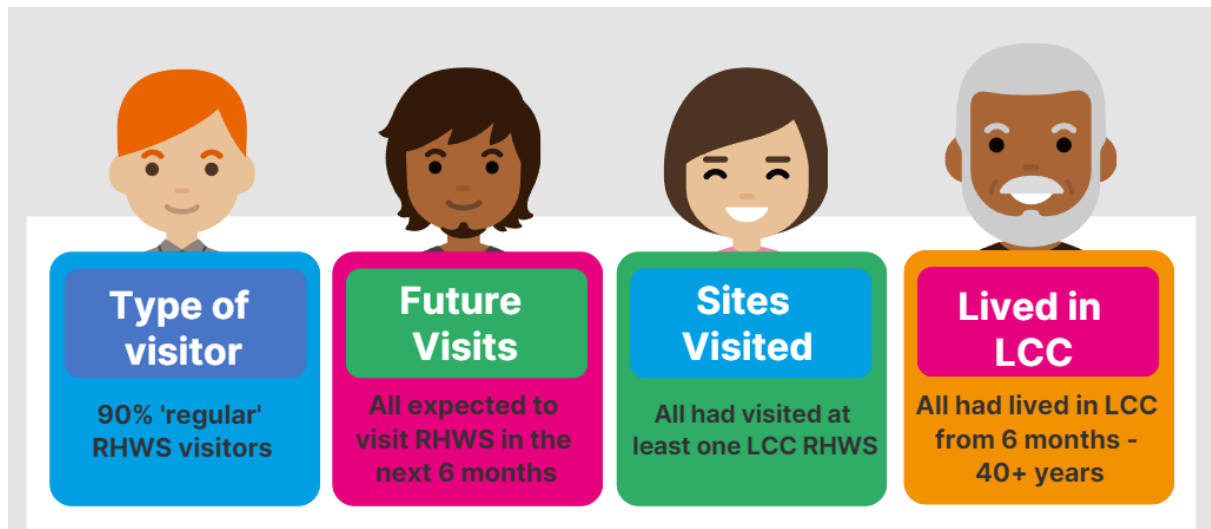 Type of
visitor
90% 'regular'
RHWS visitors
Future
Visits
All expected to
visit RHWS in the
next 6 months
Sites
Visited
All had visited at
least one LCC RHWS
Lived in
LCC
All had lived in LCC
from 6 months -
40+ years